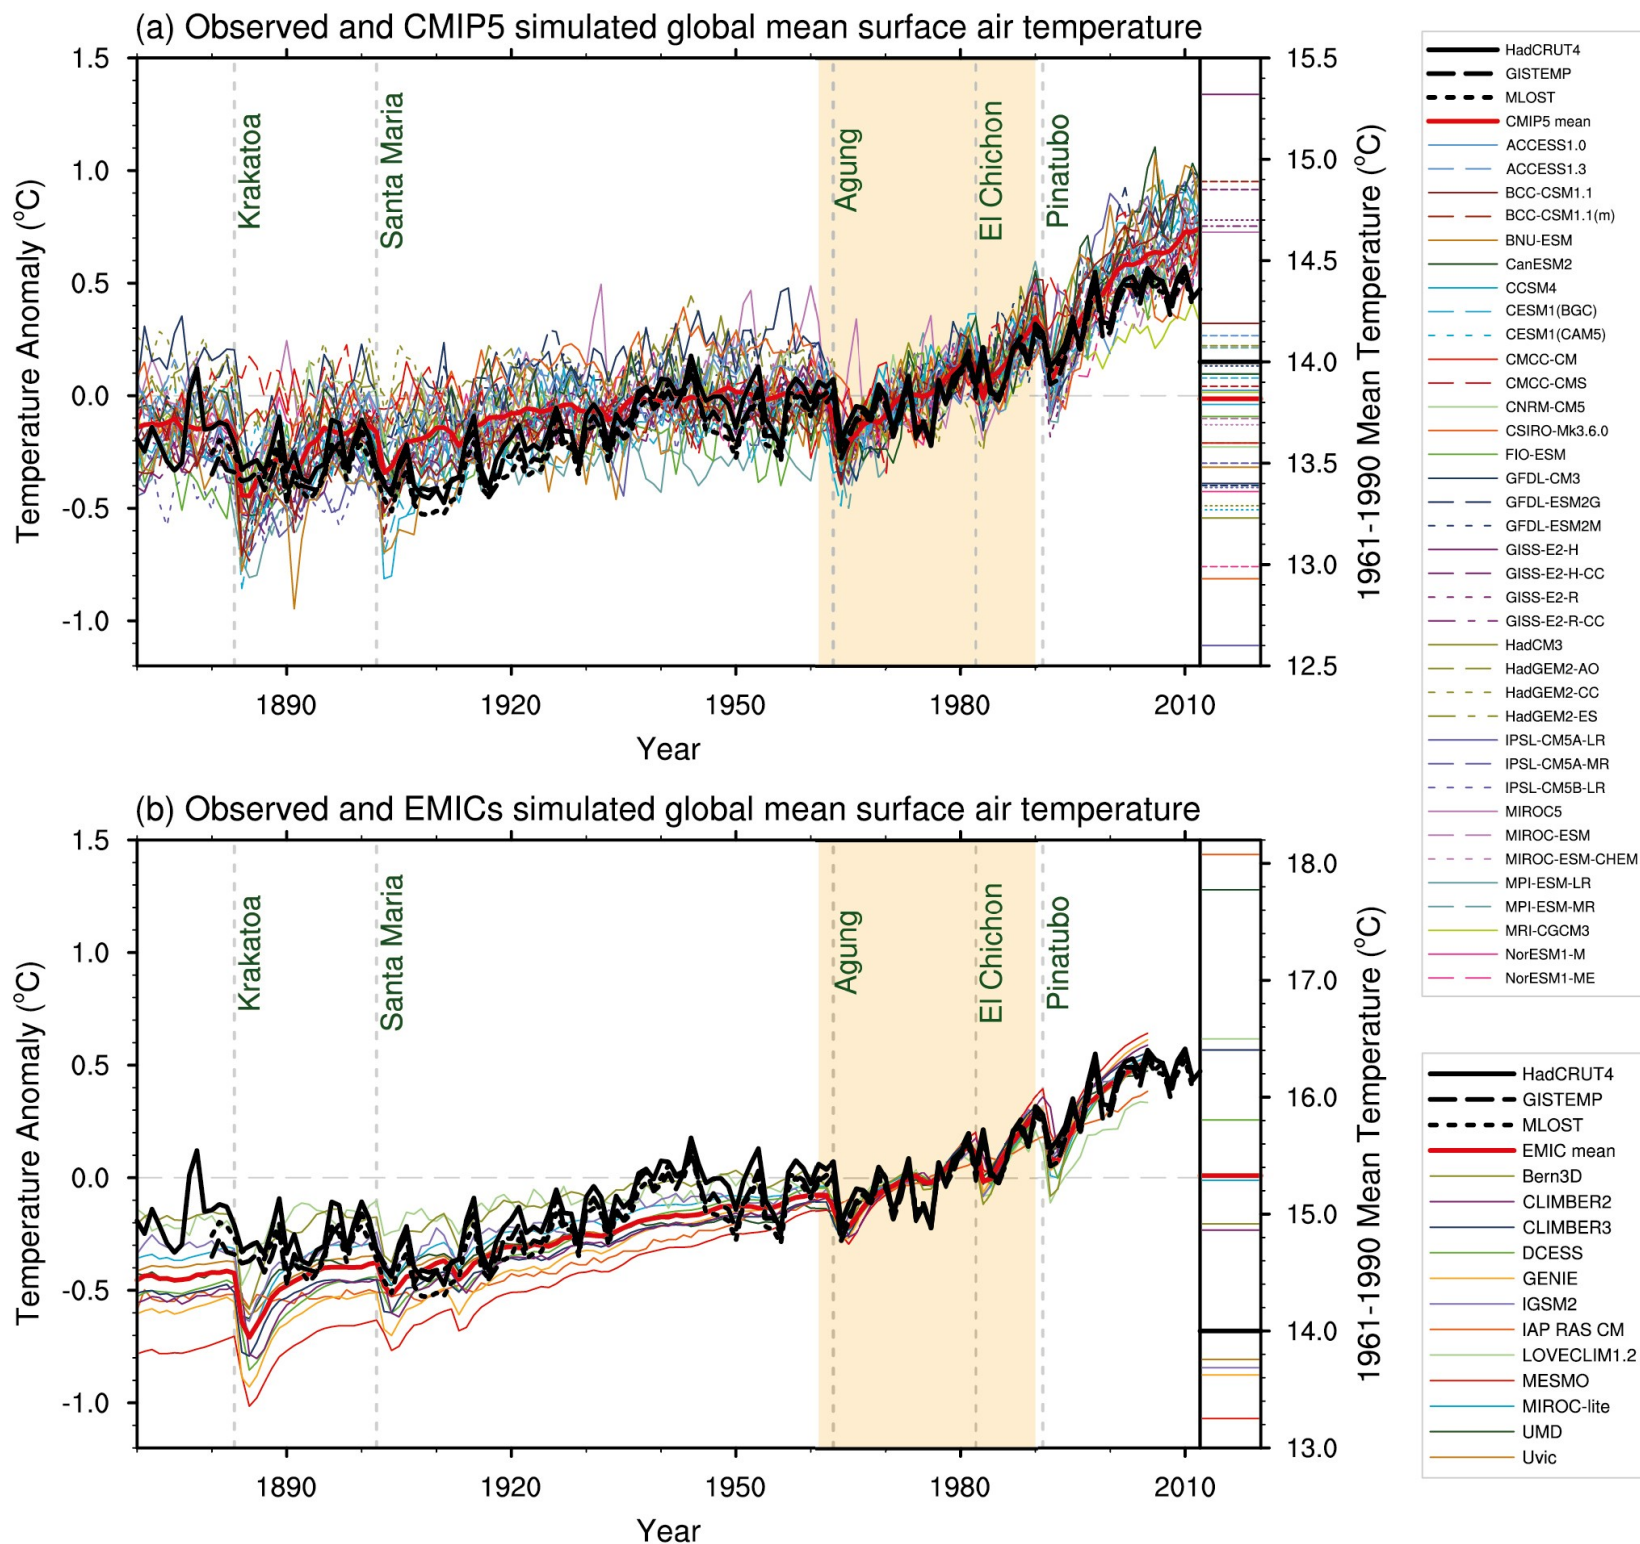 (a) Observed and CMIP5 simulated global mean surface air temperature
Temperature Anomaly (°C)
1.5
1.0
0.5
0.0
-0.5
-1.0
Krakatoa
Santa Maria
Agung
El Chichon
Pinatubo
15.5
15.0
14.5
14.0
13.5
13.0
12.5
1961-1990 Mean Temperature (°C)
1890 1920 1950 1980 2010
Year
HadCRUT4
GISTEMP
MLOST
CMIP5 mean
ACCESS1.0
ACCESS1.3
BCC-CSM1.1
BCC-CSM1.1(m)
BNU-ESM
CanESM2
CCSM4
CESM1(BGC)
CESM1(CAM5)
CMCC-CM
CMCC-CMS
CNRM-CM5
CSIRO-Mk3.6.0
FIO-ESM
GFDL-CM3
GFDL-ESM2G
GFDL-ESM2M
GISS-E2-H
GISS-E2-H-CC
GISS-E2-R
GISS-E2-R-CC
HadCM3
HadGEM2-AO
HadGEM2-CC
HadGEM2-ES
IPSL-CM5A-LR
IPSL-CM5A-MR
IPSL-CM5B-LR
MIROC5
MIROC-ESM
MIROC-ESM-CHEM
MPI-ESM-LR
MPI-ESM-MR
MRI-CGCM3
NorESM1-M
NorESM1-ME
(b) Observed and EMICs simulated global mean surface air temperature
Temperature Anomaly (°C)
1.5
1.0
0.5
0.0
-0.5
-1.0
Krakatoa
Santa Maria
Agung
El Chichon
Pinatubo
18.0
17.0
16.0
15.0
14.0
13.0
1961-1990 Mean Temperature (°C)
1890 1920 1950 1980 2010
Year
HadCRUT4
GISTEMP
MLOST
EMIC mean
Bern3D
CLIMBER2
CLIMBER3
DCESS
GENIE
IGSM2
IAP RAS CM
LOVECLIM1.2
MESMO
MIROC-lite
UMD
Uvic